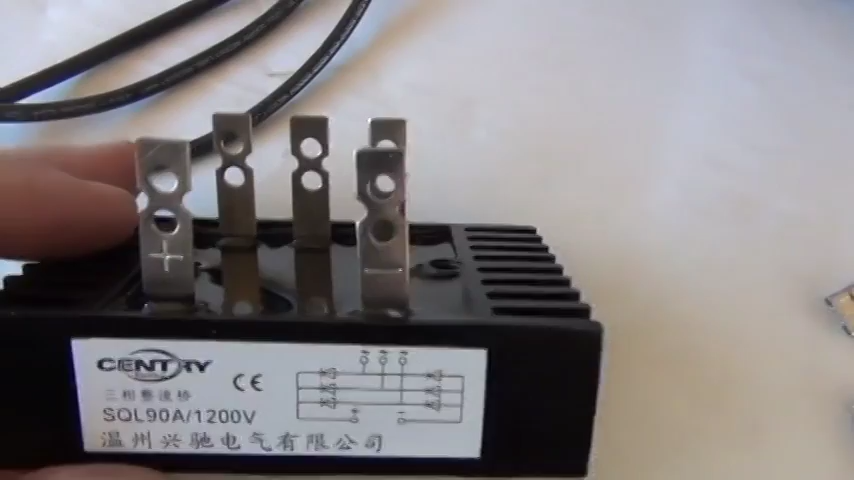 + −
CENTRY
CE
三相整流桥
SQL90A/1200V
温州兴驰电气有限公司
~ ~ ~
+ −